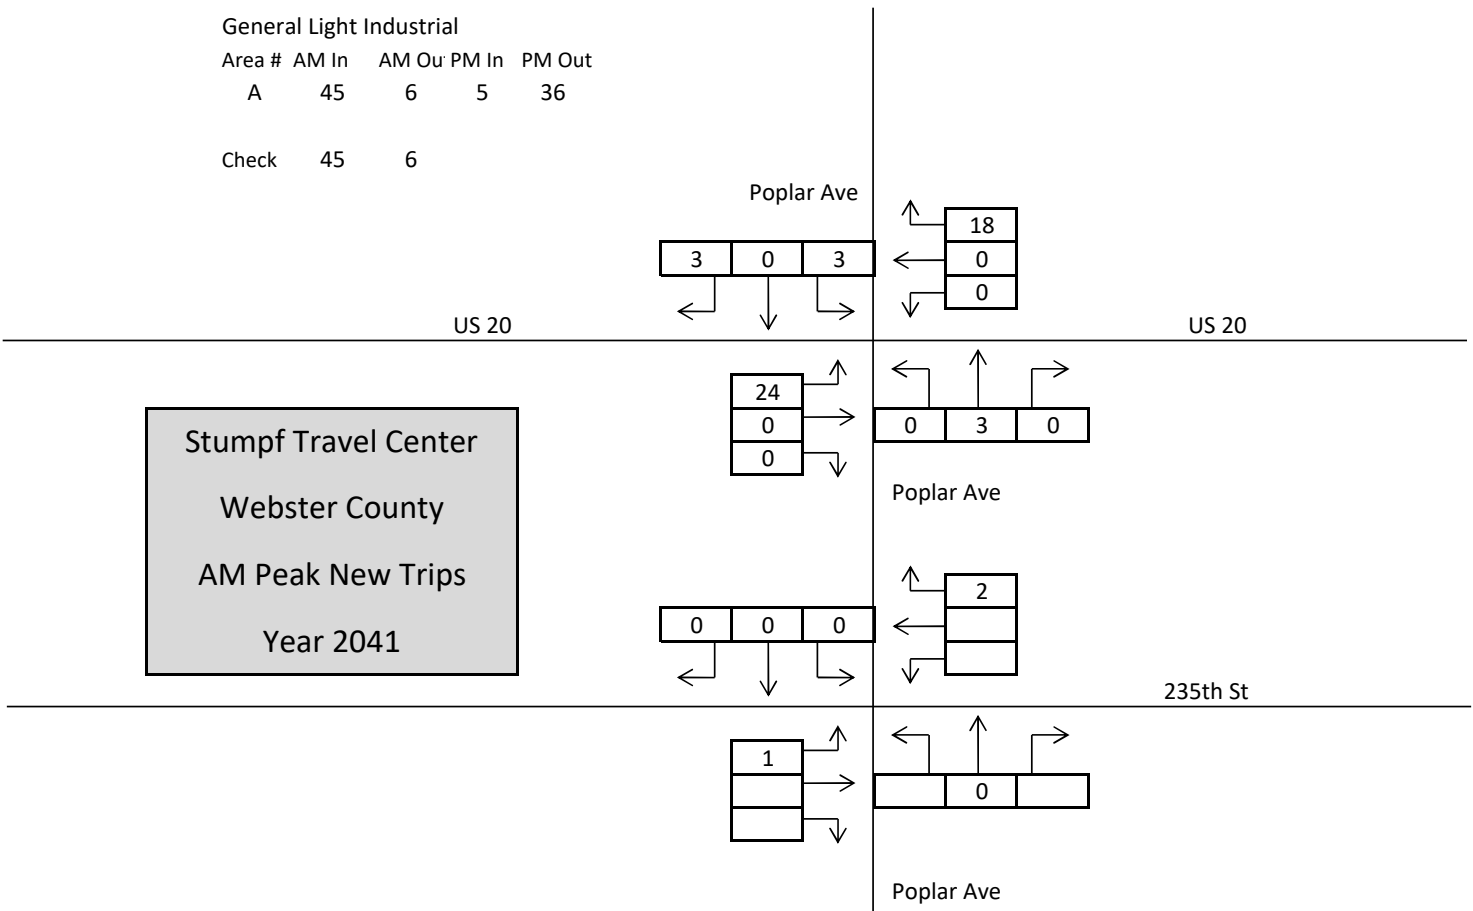 General Light Industrial
Area # AM In AM Ou PM In PM Out
A 45 6 5 36
Check 45 6
Poplar Ave
18
3 0 3 0
0
US 20 US 20
24
0 0 3 0
0
Stumpf Travel Center
Webster County
AM Peak New Trips
Year 2041
Poplar Ave
2
0 0 0
235th St
1
0
Poplar Ave